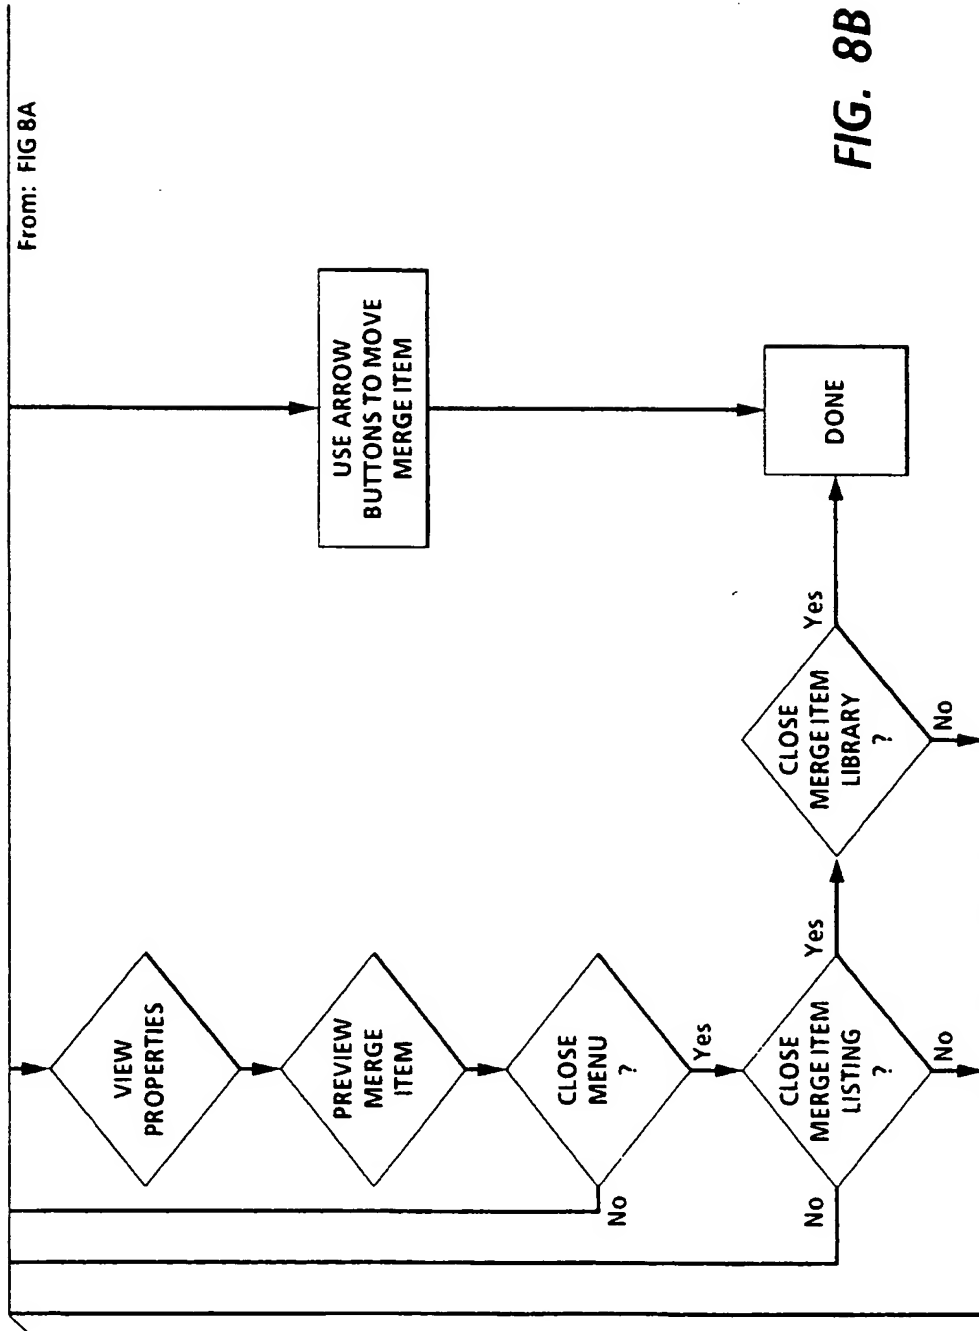 From: FIG 8A
VIEW
PROPERTIES
PREVIEW
MERGE
ITEM
CLOSE
MENU
?
No
Yes
CLOSE
MERGE ITEM
LISTING
?
No
Yes
No
CLOSE
MERGE ITEM
LIBRARY
?
Yes
No
USE ARROW
BUTTONS TO MOVE
MERGE ITEM
DONE
FIG. 8B